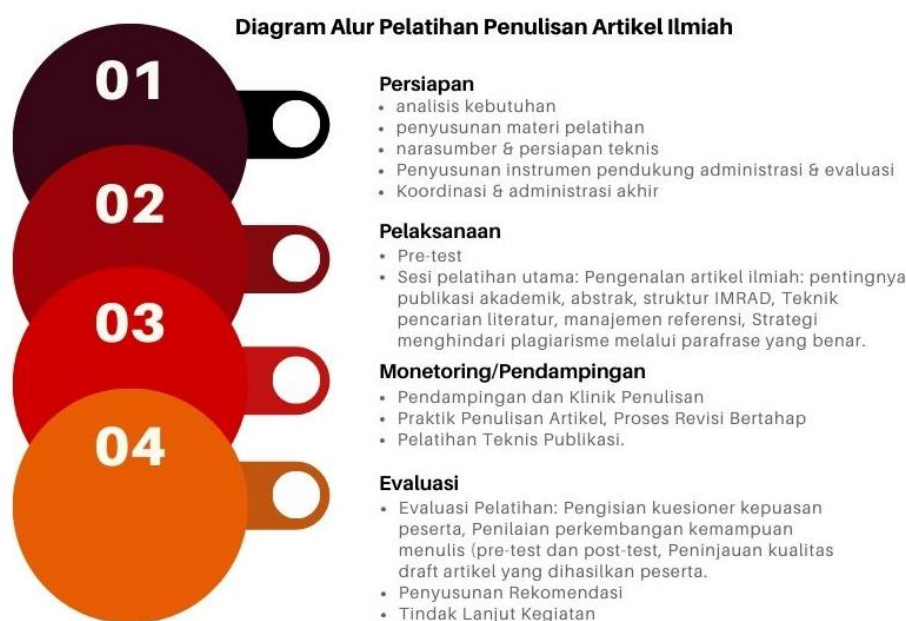 Diagram Alur Pelatihan Penulisan Artikel Ilmiah
01
Persiapan
• analisis kebutuhan
• penyusunan materi pelatihan
• narasumber & persiapan teknis
• Penyusunan instrumen pendukung administrasi & evaluasi
• Koordinasi & administrasi akhir
02
Pelaksanaan
• Pre-test
• Sesi pelatihan utama: Pengenalan artikel ilmiah: pentingnya
publikasi akademik, abstrak, struktur IMRAD, Teknik
pencarian literatur, manajemen referensi, Strategi
menghindari plagiarisme melalui parafrase yang benar.
03
Monetoring/Pendampingan
• Pendampingan dan Klinik Penulisan
• Praktik Penulisan Artikel, Proses Revisi Bertahap
• Pelatihan Teknis Publikasi.
04
Evaluasi
• Evaluasi Pelatihan: Pengisian kuesioner kepuasan
peserta, Penilaian perkembangan kemampuan
menulis (pre-test dan post-test, Peninjauan kualitas
draft artikel yang dihasilkan peserta.
• Penyusunan Rekomendasi
• Tindak Lanjut Kegiatan